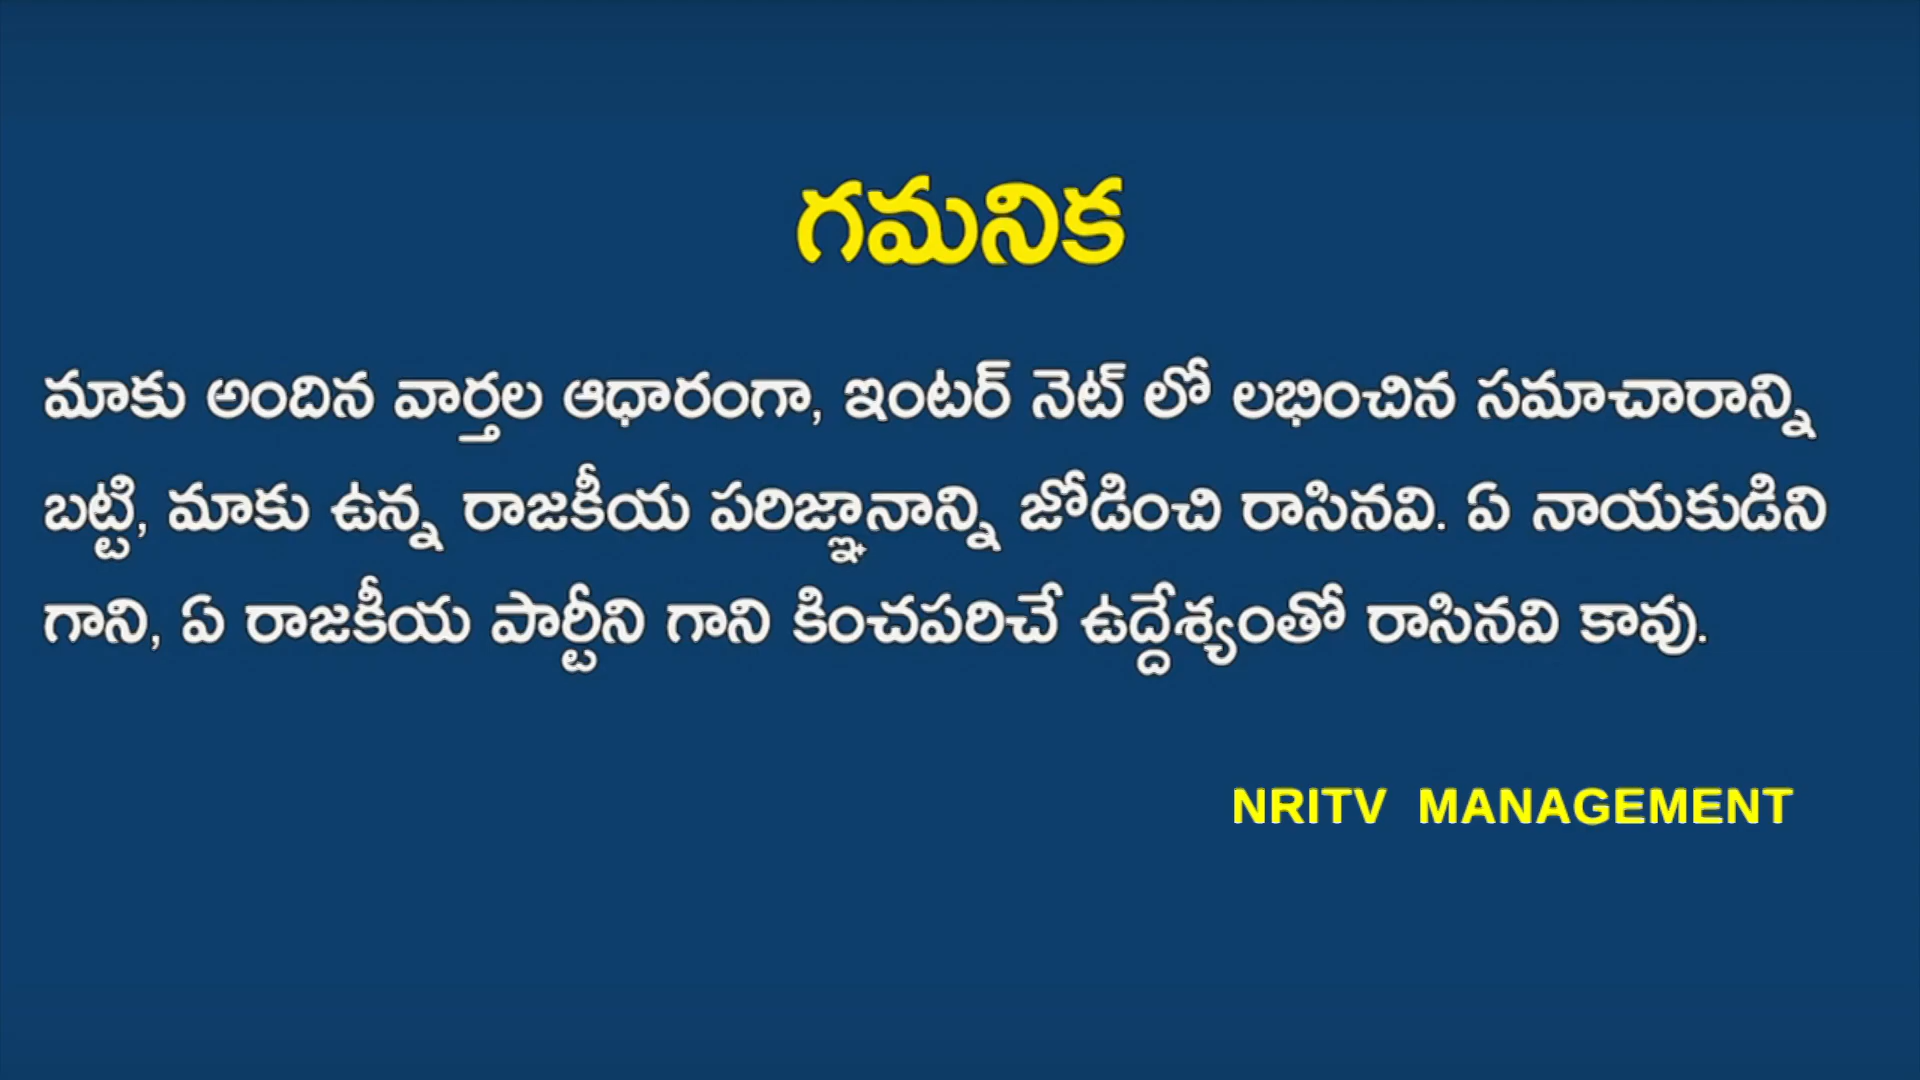 గమనిక
మాకు అందిన వార్తల ఆధారంగా, ఇంటర్ నెట్ లో లభించిన సమాచారాన్ని
బట్టి, మాకు ఉన్న రాజకీయ పరిజ్ఞానాన్ని జోడించి రాసినవి. ఏ నాయకుడిని
గాని, ఏ రాజకీయ పార్టీని గాని కించపరిచే ఉద్దేశ్యంతో రాసినవి కావు.
NRITV MANAGEMENT